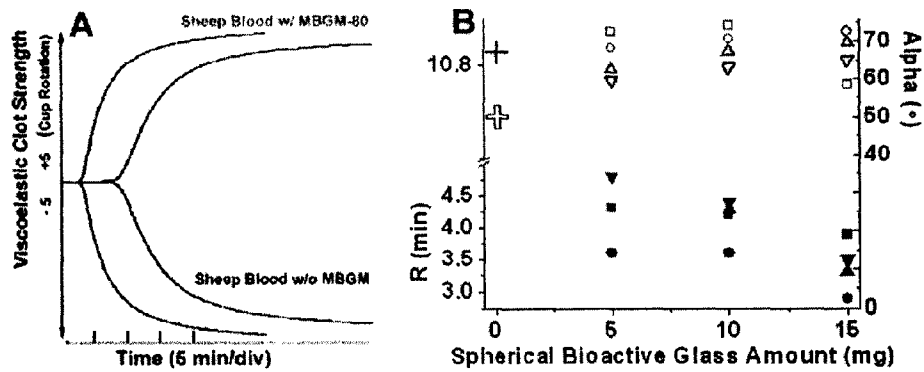 A
Sheep Blood w/ MBGM-80
Viscoelastic Clot Strength
(Cup Rotation)
- 5 +5
Sheep Blood w/o MBGM
Time (5 min/div)
B
10.8
4.5
4.0
3.5
3.0
R (min)
0 5 10 15
Spherical Bioactive Glass Amount (mg)
70
60
50
40
0
Alpha (°)